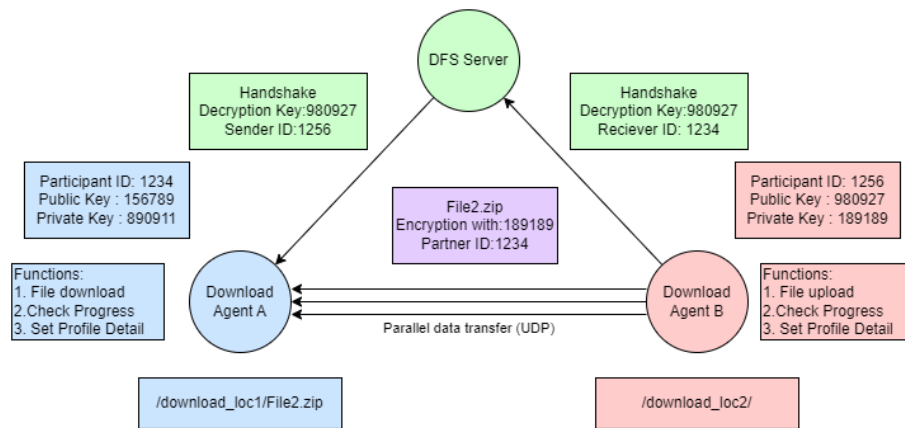 DFS Server
Handshake
Decryption Key:980927
Sender ID:1256
Handshake
Decryption Key:980927
Reciever ID: 1234
Participant ID: 1234
Public Key : 156789
Private Key : 890911
File2.zip
Encryption with:189189
Partner ID:1234
Participant ID: 1256
Public Key : 980927
Private Key : 189189
Functions:
1. File download
2.Check Progress
3. Set Profile Detail
Download
Agent A
Parallel data transfer (UDP)
Download
Agent B
Functions:
1. File upload
2.Check Progress
3. Set Profile Detail
/download_loc1/File2.zip
/download_loc2/